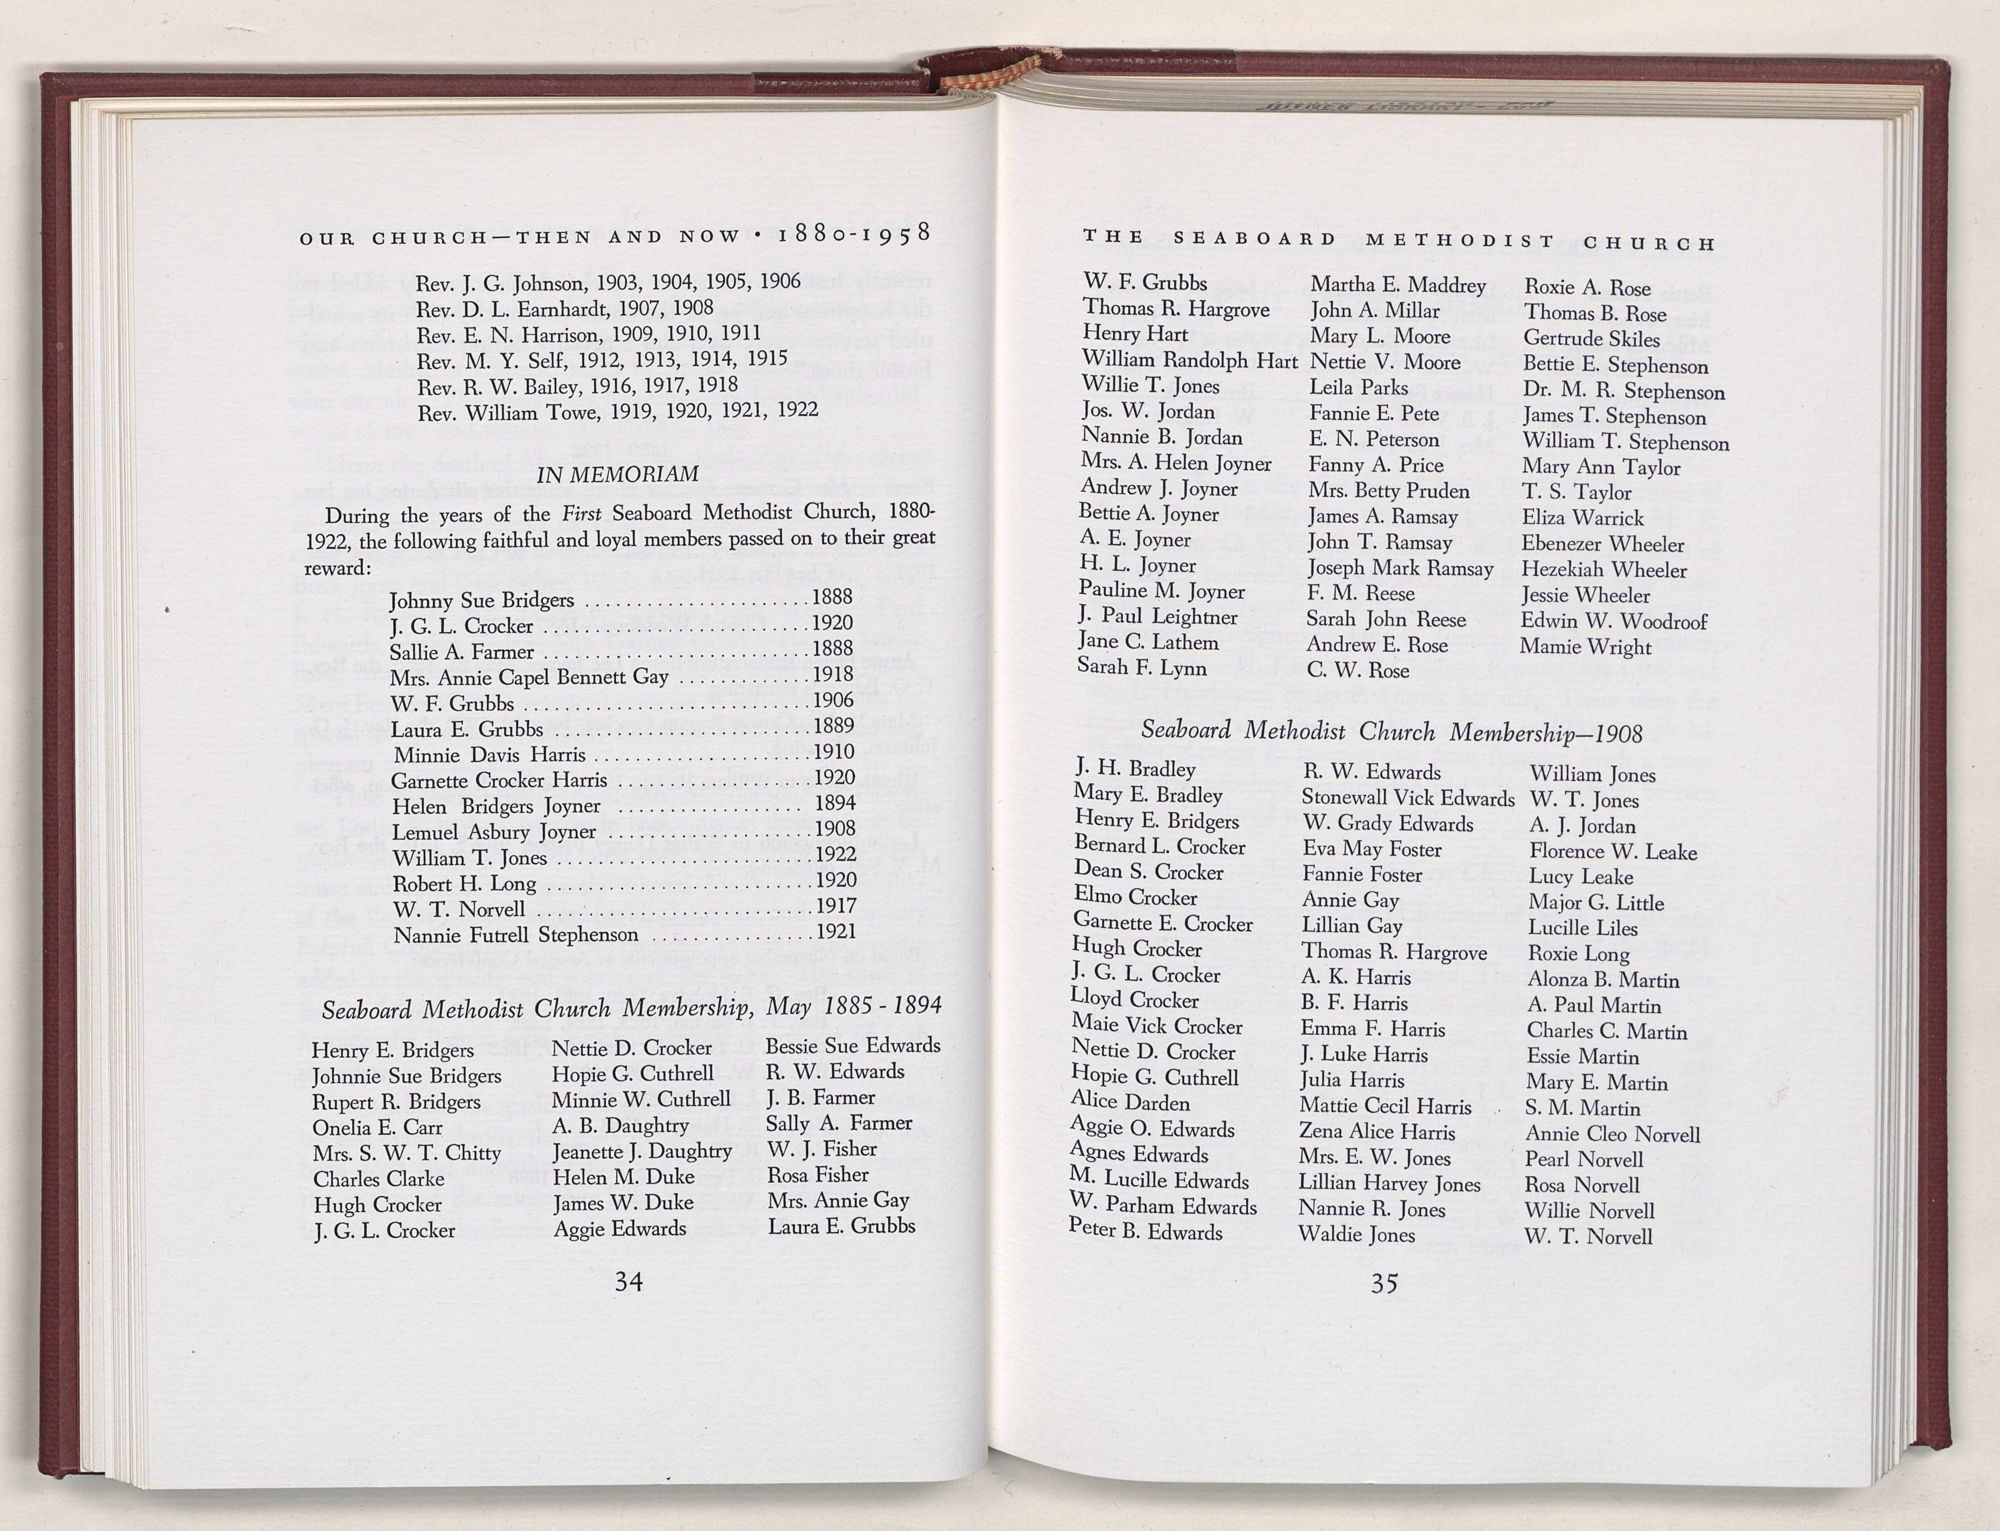 OUR CHURCH—THEN AND NOW • 1880-1958
Rev. J. G. Johnson, 1903, 1904, 1905, 1906
Rev. D. L. Earnhardt, 1907, 1908
Rev. E. N. Harrison, 1909, 1910, 1911
Rev. M. Y. Self, 1912, 1913, 1914, 1915
Rev. R. W. Bailey, 1916, 1917, 1918
Rev. William Towe, 1919, 1920, 1921, 1922
IN MEMORIAM
During the years of the First Seaboard Methodist Church, 1880-
1922, the following faithful and loyal members passed on to their great
reward:
Johnny Sue Bridgers ........................ 1888
J. G. L. Crocker ............................ 1920
Sallie A. Farmer ............................ 1888
Mrs. Annie Capel Bennett Gay ............. 1918
W. F. Grubbs .............................. 1906
Laura E. Grubbs ........................... 1889
Minnie Davis Harris ....................... 1910
Garnette Crocker Harris .................... 1920
Helen Bridgers Joyner ..................... 1894
Lemuel Asbury Joyner ..................... 1908
William T. Jones ........................... 1922
Robert H. Long ............................ 1920
W. T. Norvell ............................. 1917
Nannie Futrell Stephenson ................. 1921
Seaboard Methodist Church Membership, May 1885 - 1894
Henry E. Bridgers
Johnnie Sue Bridgers
Rupert R. Bridgers
Onelia E. Carr
Mrs. S. W. T. Chitty
Charles Clarke
Hugh Crocker
J. G. L. Crocker
Nettie D. Crocker
Hopie G. Cuthrell
Minnie W. Cuthrell
A. B. Daughtry
Jeanette J. Daughtry
Helen M. Duke
James W. Duke
Aggie Edwards
Bessie Sue Edwards
R. W. Edwards
J. B. Farmer
Sally A. Farmer
W. J. Fisher
Rosa Fisher
Mrs. Annie Gay
Laura E. Grubbs
34
THE SEABOARD METHODIST CHURCH
W. F. Grubbs
Thomas R. Hargrove
Henry Hart
William Randolph Hart
Willie T. Jones
Jos. W. Jordan
Nannie B. Jordan
Mrs. A. Helen Joyner
Andrew J. Joyner
Bettie A. Joyner
A. E. Joyner
H. L. Joyner
Pauline M. Joyner
J. Paul Leightner
Jane C. Lathem
Sarah F. Lynn
Martha E. Maddrey
John A. Millar
Mary L. Moore
Nettie V. Moore
Leila Parks
Fannie E. Pete
E. N. Peterson
Fanny A. Price
Mrs. Betty Pruden
James A. Ramsay
John T. Ramsay
Joseph Mark Ramsay
F. M. Reese
Sarah John Reese
Andrew E. Rose
C. W. Rose
Roxie A. Rose
Thomas B. Rose
Gertrude Skiles
Bettie E. Stephenson
Dr. M. R. Stephenson
James T. Stephenson
William T. Stephenson
Mary Ann Taylor
T. S. Taylor
Eliza Warrick
Ebenezer Wheeler
Hezekiah Wheeler
Jessie Wheeler
Edwin W. Woodroof
Mamie Wright
Seaboard Methodist Church Membership—1908
J. H. Bradley
Mary E. Bradley
Henry E. Bridgers
Bernard L. Crocker
Dean S. Crocker
Elmo Crocker
Garnette E. Crocker
Hugh Crocker
J. G. L. Crocker
Lloyd Crocker
Maie Vick Crocker
Nettie D. Crocker
Hopie G. Cuthrell
Alice Darden
Aggie O. Edwards
Agnes Edwards
M. Lucille Edwards
W. Parham Edwards
Peter B. Edwards
R. W. Edwards
Stonewall Vick Edwards
W. Grady Edwards
Eva May Foster
Fannie Foster
Annie Gay
Lillian Gay
Thomas R. Hargrove
A. K. Harris
B. F. Harris
Emma F. Harris
J. Luke Harris
Julia Harris
Mattie Cecil Harris
Zena Alice Harris
Mrs. E. W. Jones
Lillian Harvey Jones
Nannie R. Jones
Waldie Jones
William Jones
W. T. Jones
A. J. Jordan
Florence W. Leake
Lucy Leake
Major G. Little
Lucille Liles
Roxie Long
Alonza B. Martin
A. Paul Martin
Charles C. Martin
Essie Martin
Mary E. Martin
S. M. Martin
Annie Cleo Norvell
Pearl Norvell
Rosa Norvell
Willie Norvell
W. T. Norvell
35